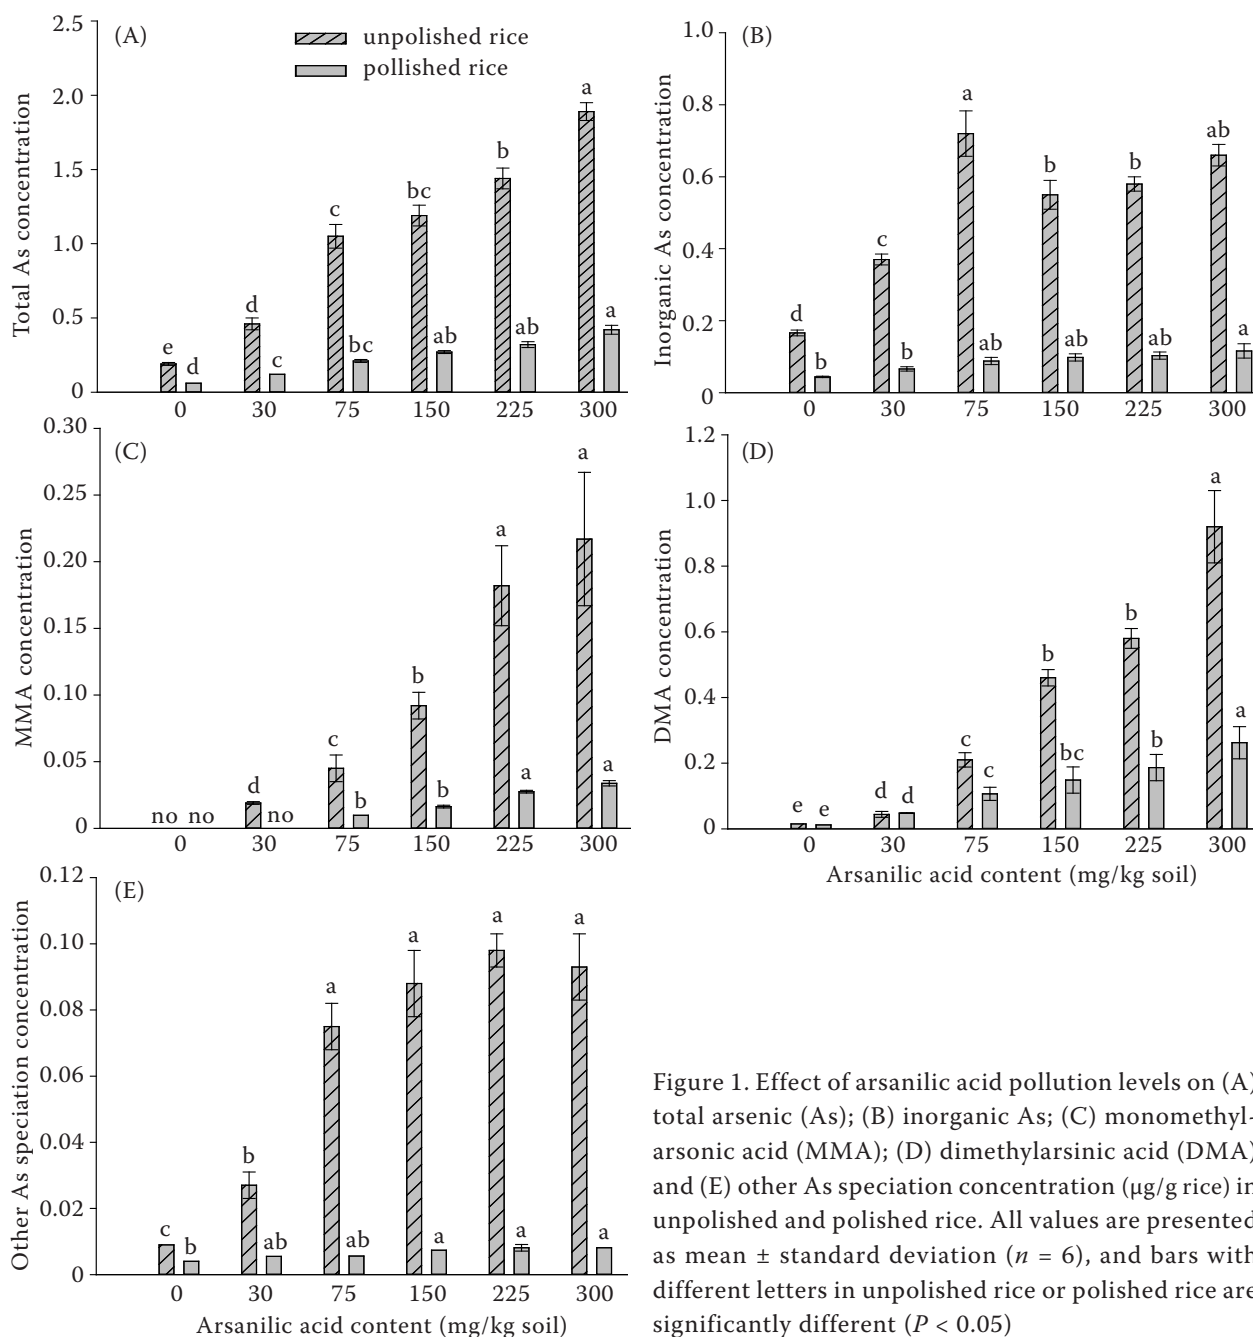 (A)
unpolished rice
pollished rice
Total As concentration
2.5
2.0
1.5
1.0
0.5
0
e d
d c
c bc
bc ab
b ab
a a
0 30 75 150 225 300
(B)
Inorganic As concentration
1.0
0.8
0.6
0.4
0.2
0
d b
c b
a ab
b ab
b ab
ab a
0 30 75 150 225 300
(C)
MMA concentration
0.30
0.25
0.20
0.15
0.10
0.05
0
no no
d no
c b
b b
a a
a a
0 30 75 150 225 300
(D)
DMA concentration
1.2
1.0
0.8
0.6
0.4
0.2
0
e e
d d
c c
b bc
b b
a a
0 30 75 150 225 300
Arsanilic acid content (mg/kg soil)
(E)
Other As speciation concentration
0.12
0.10
0.08
0.06
0.04
0.02
0
c b
b ab
a ab
a a
a a
a a
0 30 75 150 225 300
Arsanilic acid content (mg/kg soil)
Figure 1. Effect of arsanilic acid pollution levels on (A)
total arsenic (As); (B) inorganic As; (C) monomethyl-
arsonic acid (MMA); (D) dimethylarsinic acid (DMA)
and (E) other As speciation concentration (µg/g rice) in
unpolished and polished rice. All values are presented
as mean ± standard deviation (n = 6), and bars with
different letters in unpolished rice or polished rice are
significantly different (P < 0.05)